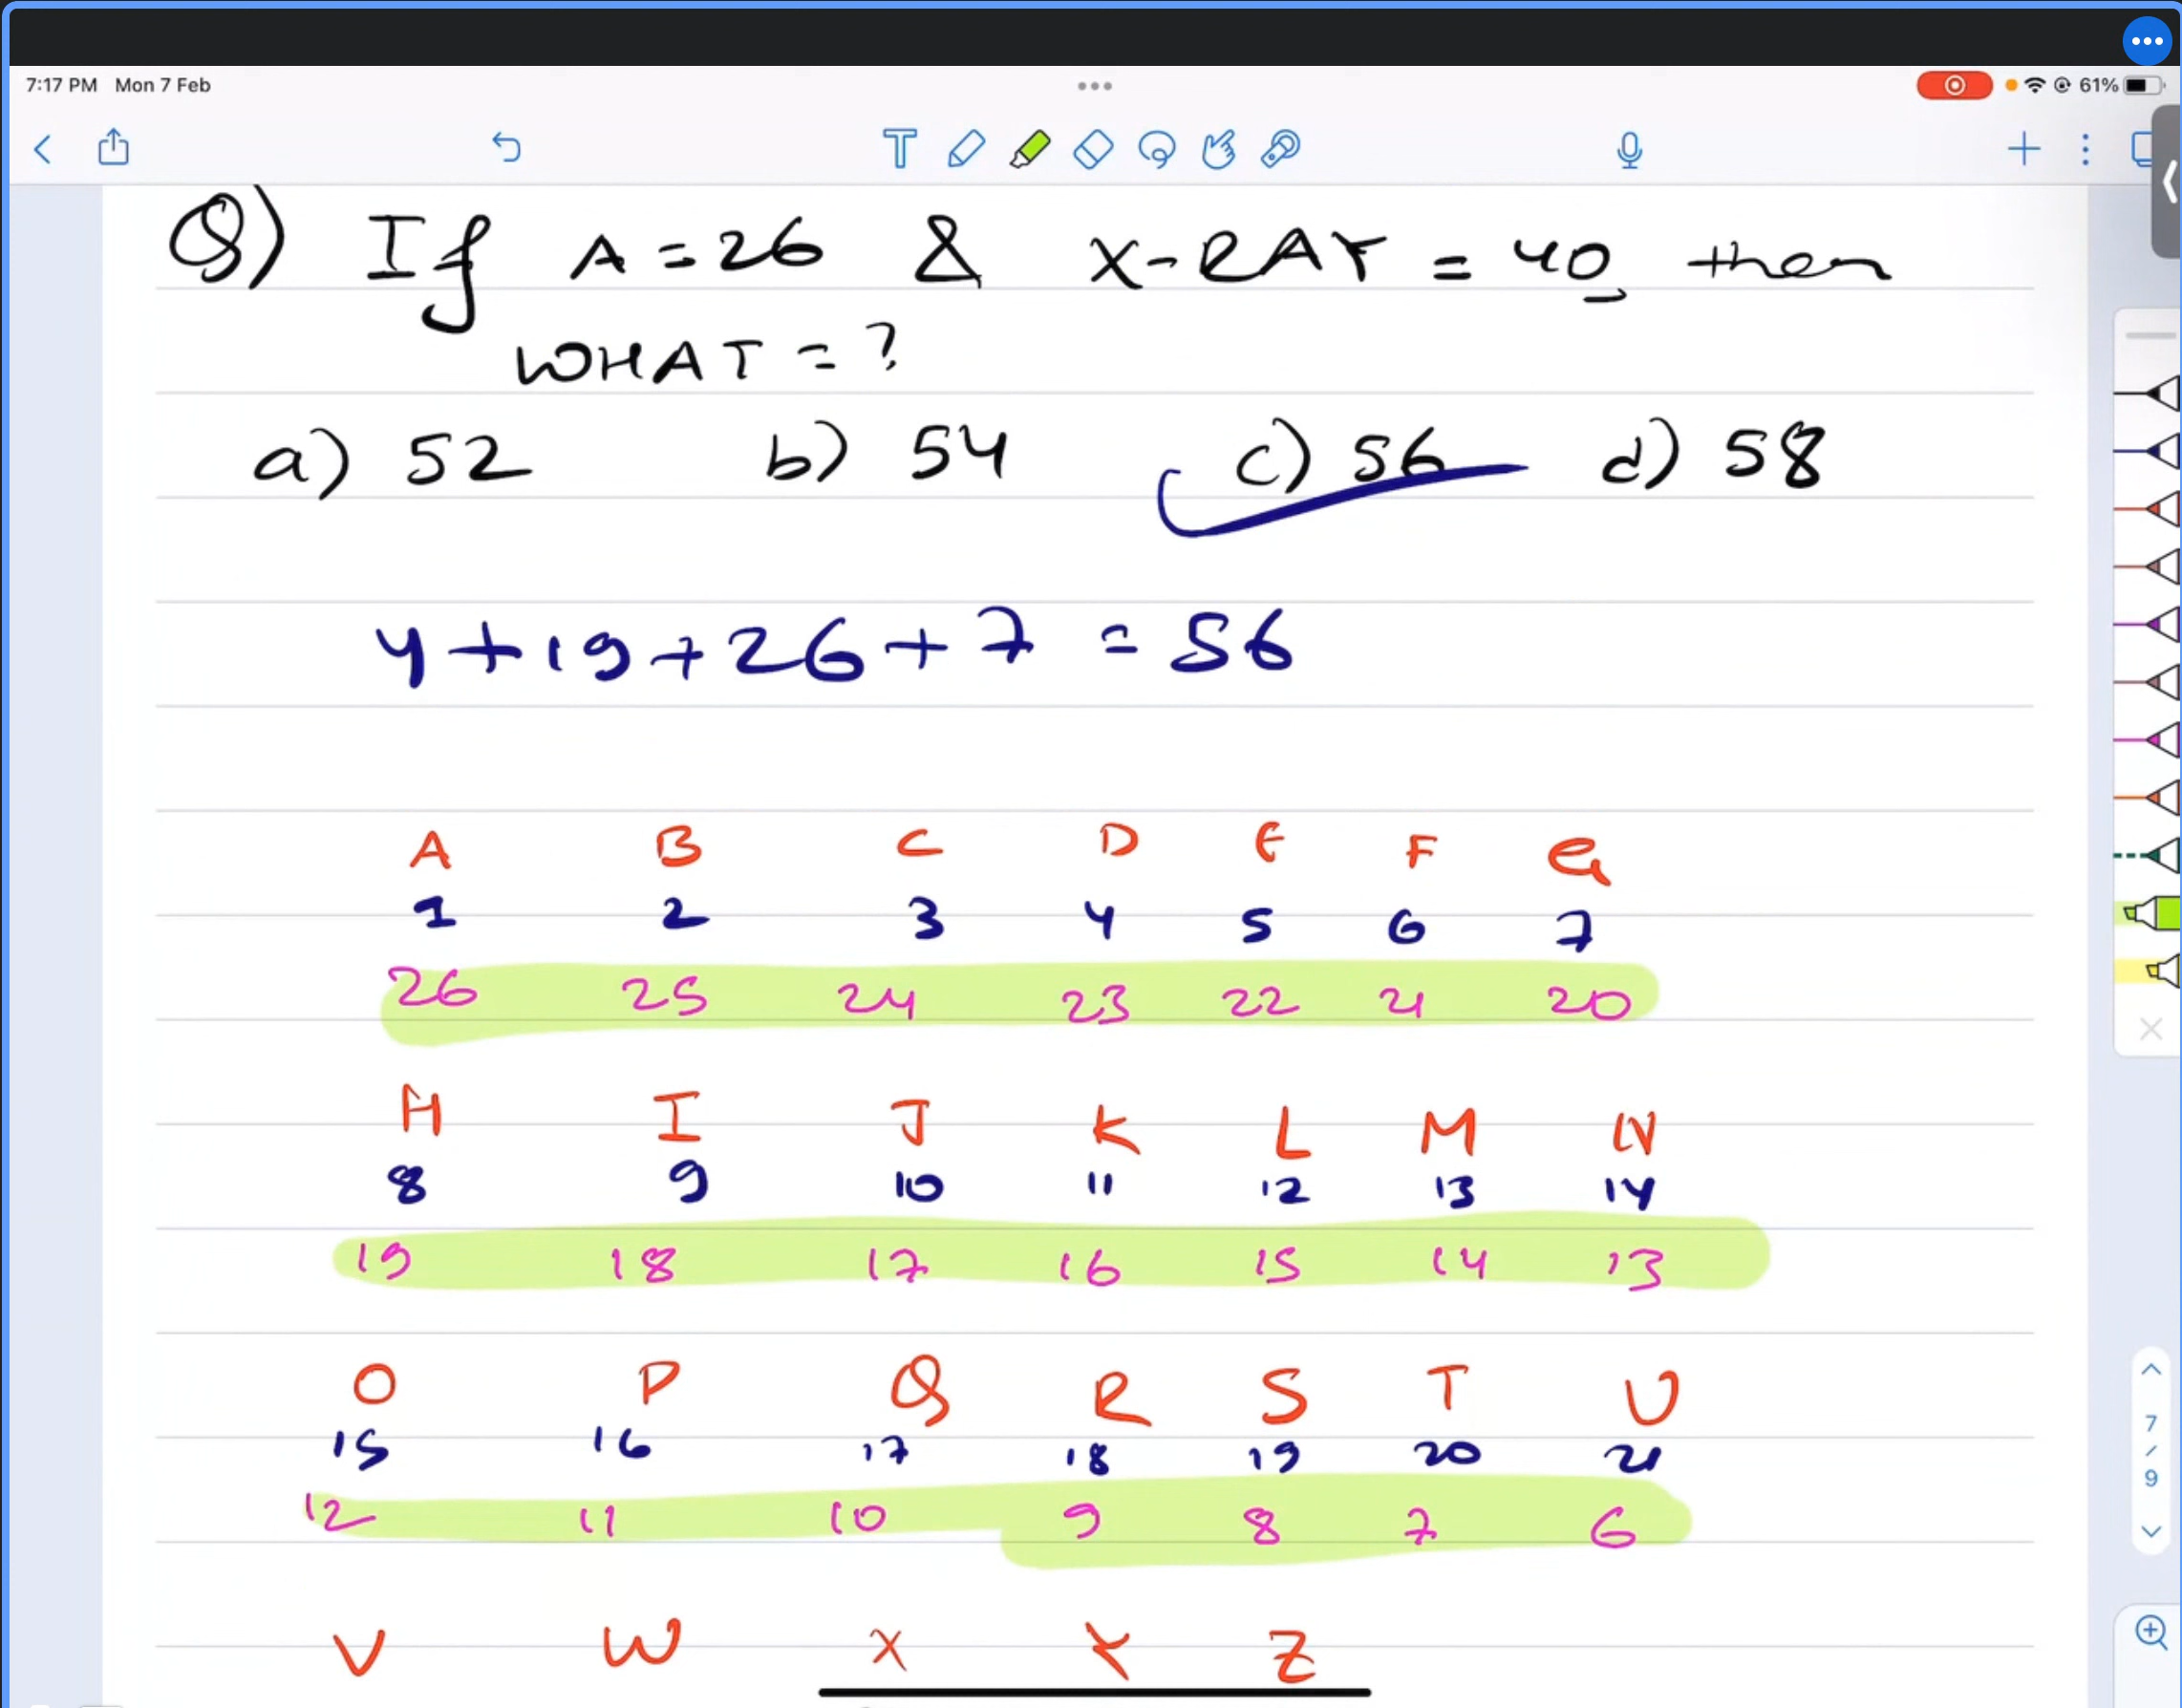 7:17 PM Mon 7 Feb
61%
Q) If A = 26 & X-RAY = 40, then
WHAT = ?
a) 52 b) 54 c) 56 d) 58
4 + 19 + 26 + 7 = 56
A B C D E F G
1 2 3 4 5 6 7
26 25 24 23 22 21 20
H I J K L M N
8 9 10 11 12 13 14
19 18 17 16 15 14 13
O P Q R S T U
15 16 17 18 19 20 21
12 11 10 9 8 7 6
V W X Y Z
7 / 9